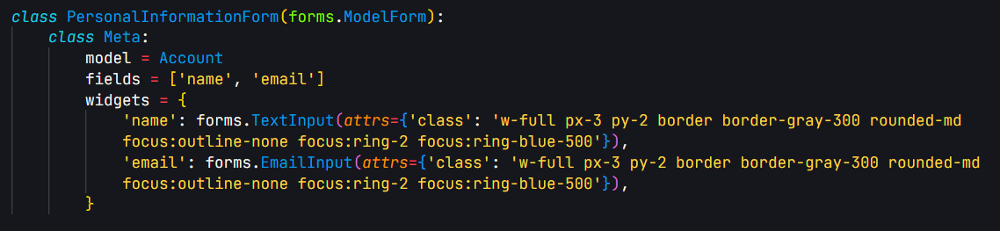 class PersonalInformationForm(forms.ModelForm):
    class Meta:
        model = Account
        fields = ['name', 'email']
        widgets = {
            'name': forms.TextInput(attrs={'class': 'w-full px-3 py-2 border border-gray-300 rounded-md
            focus:outline-none focus:ring-2 focus:ring-blue-500'}),
            'email': forms.EmailInput(attrs={'class': 'w-full px-3 py-2 border border-gray-300 rounded-md
            focus:outline-none focus:ring-2 focus:ring-blue-500'}),
        }